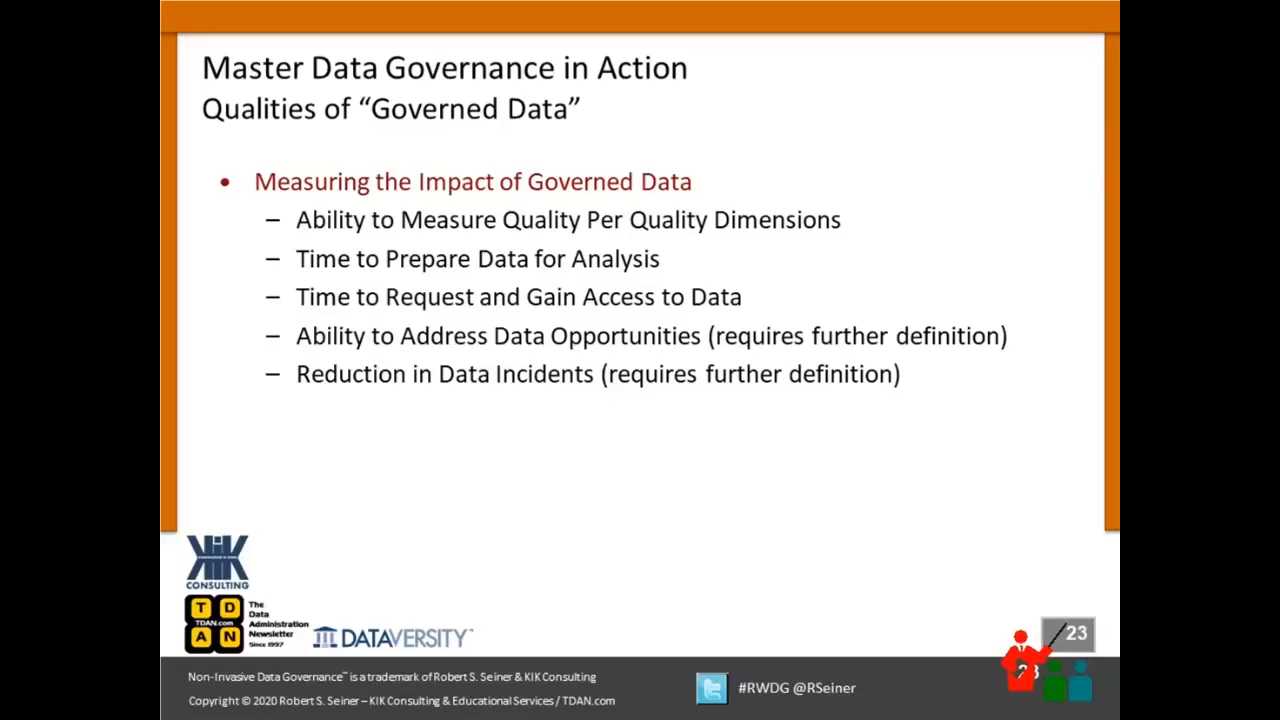 Master Data Governance in Action
Qualities of “Governed Data”
• Measuring the Impact of Governed Data
– Ability to Measure Quality Per Quality Dimensions
– Time to Prepare Data for Analysis
– Time to Request and Gain Access to Data
– Ability to Address Data Opportunities (requires further definition)
– Reduction in Data Incidents (requires further definition)
KIK
CONSULTING
T D
TDAN.com
A N
The
Data
Administration
Newsletter
Since 1997
DATAVERSITY™
23
23
Non-Invasive Data Governance™ is a trademark of Robert S. Seiner & KIK Consulting
Copyright © 2020 Robert S. Seiner – KIK Consulting & Educational Services / TDAN.com
#RWDG @RSeiner